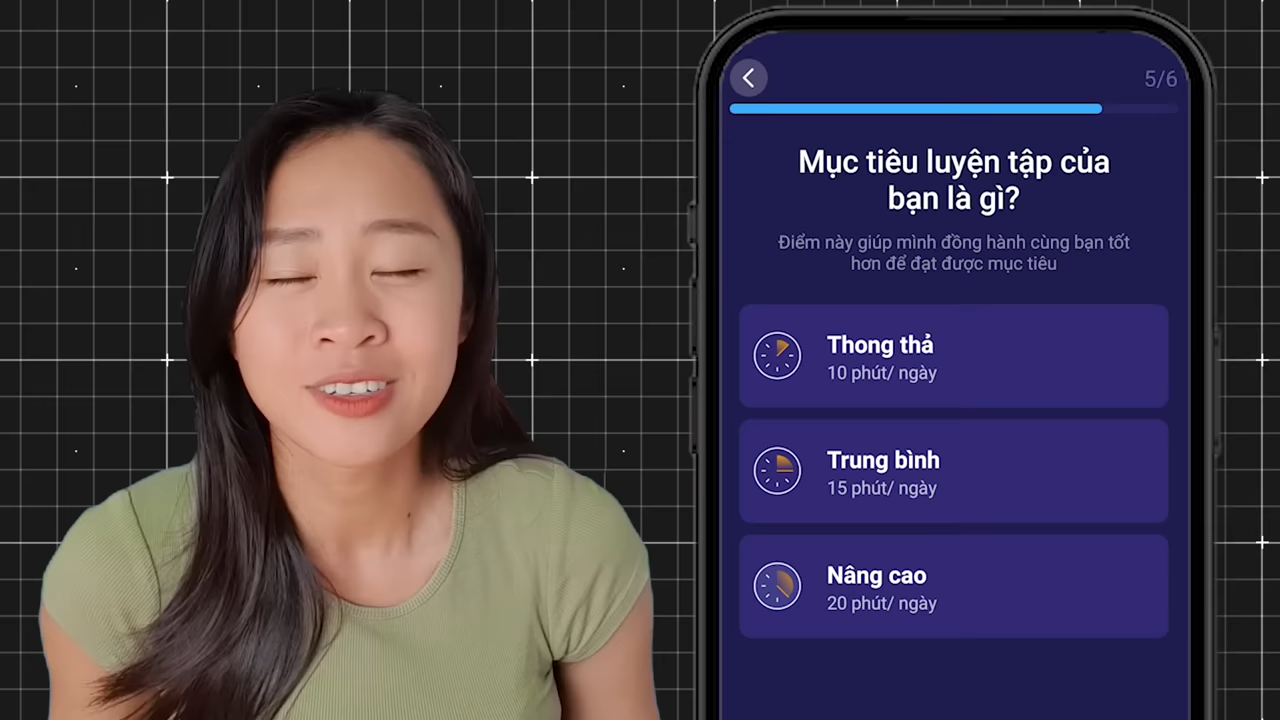 5/6
Mục tiêu luyện tập của
bạn là gì?
Điểm này giúp mình đồng hành cùng bạn tốt
hơn để đạt được mục tiêu
Thong thả
10 phút/ ngày
Trung bình
15 phút/ ngày
Nâng cao
20 phút/ ngày